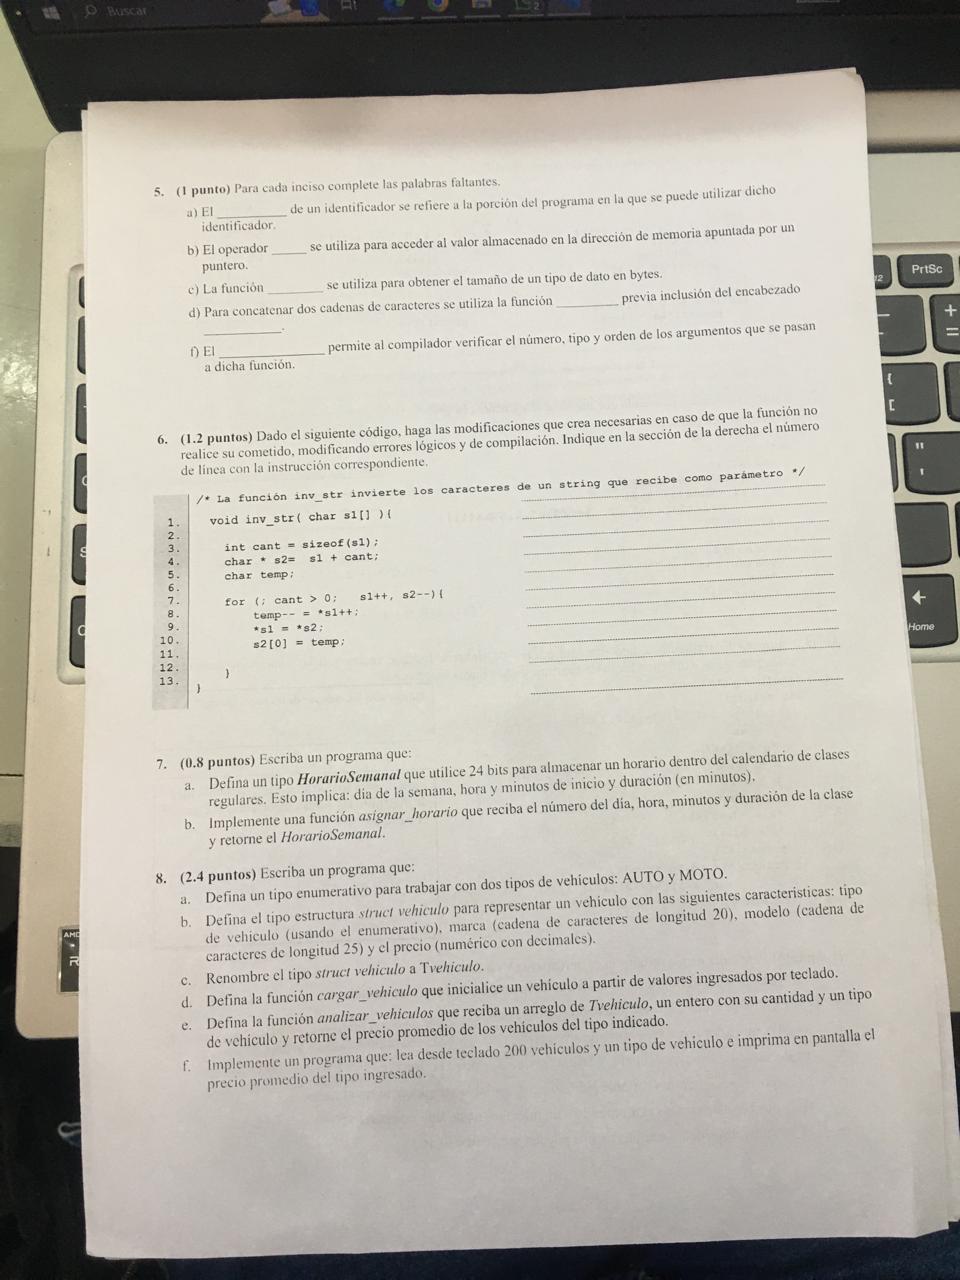 Buscar
5. (1 punto) Para cada inciso complete las palabras faltantes.
a) El __________ de un identificador se refiere a la porción del programa en la que se puede utilizar dicho
identificador.
b) El operador _____ se utiliza para acceder al valor almacenado en la dirección de memoria apuntada por un
puntero.
c) La función ________ se utiliza para obtener el tamaño de un tipo de dato en bytes.
d) Para concatenar dos cadenas de caracteres se utiliza la función _________ previa inclusión del encabezado
___________.
f) El _______________ permite al compilador verificar el número, tipo y orden de los argumentos que se pasan
a dicha función.
6. (1.2 puntos) Dado el siguiente código, haga las modificaciones que crea necesarias en caso de que la función no
realice su cometido, modificando errores lógicos y de compilación. Indique en la sección de la derecha el número
de línea con la instrucción correspondiente.
/* La función inv_str invierte los caracteres de un string que recibe como parámetro */
1. void inv_str( char s1[] ){
2.
3. int cant = sizeof(s1);
4. char * s2= s1 + cant;
5. char temp;
6.
7. for (; cant > 0; s1++, s2--){
8. temp-- = *s1++;
9. *s1 = *s2;
10. s2[0] = temp;
11.
12. }
13. }
7. (0.8 puntos) Escriba un programa que:
a. Defina un tipo HorarioSemanal que utilice 24 bits para almacenar un horario dentro del calendario de clases
regulares. Esto implica: día de la semana, hora y minutos de inicio y duración (en minutos).
b. Implemente una función asignar_horario que reciba el número del día, hora, minutos y duración de la clase
y retorne el HorarioSemanal.
8. (2.4 puntos) Escriba un programa que:
a. Defina un tipo enumerativo para trabajar con dos tipos de vehículos: AUTO y MOTO.
b. Defina el tipo estructura struct vehiculo para representar un vehículo con las siguientes características: tipo
de vehículo (usando el enumerativo), marca (cadena de caracteres de longitud 20), modelo (cadena de
caracteres de longitud 25) y el precio (numérico con decimales).
c. Renombre el tipo struct vehiculo a Tvehiculo.
d. Defina la función cargar_vehiculo que inicialice un vehículo a partir de valores ingresados por teclado.
e. Defina la función analizar_vehiculos que reciba un arreglo de Tvehiculo, un entero con su cantidad y un tipo
de vehículo y retorne el precio promedio de los vehículos del tipo indicado.
f. Implemente un programa que: lea desde teclado 200 vehículos y un tipo de vehículo e imprima en pantalla el
precio promedio del tipo ingresado.
PrtSc
Home
AMD